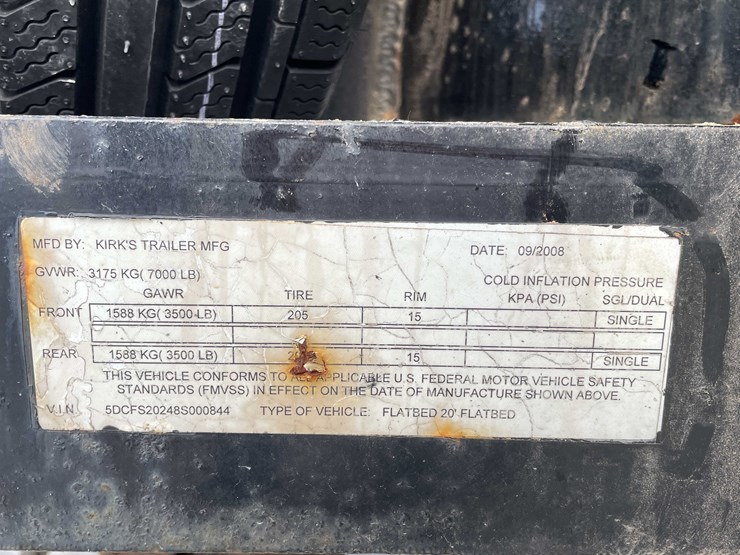 MFD BY: KIRK'S TRAILER MFG DATE: 09/2008
GVWR: 3175 KG( 7000 LB) COLD INFLATION PRESSURE
GAWR TIRE RIM KPA (PSI) SGL/DUAL
FRONT 1588 KG( 3500 LB) 205 15 SINGLE
REAR 1588 KG( 3500 LB) 15 SINGLE
THIS VEHICLE CONFORMS TO ALL APPLICABLE U.S. FEDERAL MOTOR VEHICLE SAFETY
STANDARDS (FMVSS) IN EFFECT ON THE DATE OF MANUFACTURE SHOWN ABOVE.
V.I.N. 5DCFS20248S000844 TYPE OF VEHICLE: FLATBED 20' FLATBED